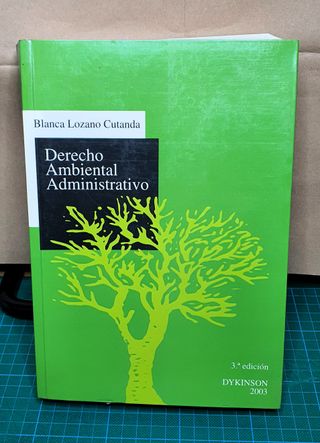 Blanca Lozano Cutanda
Derecho
Ambiental
Administrativo
3.ª edición
DYKINSON
2003